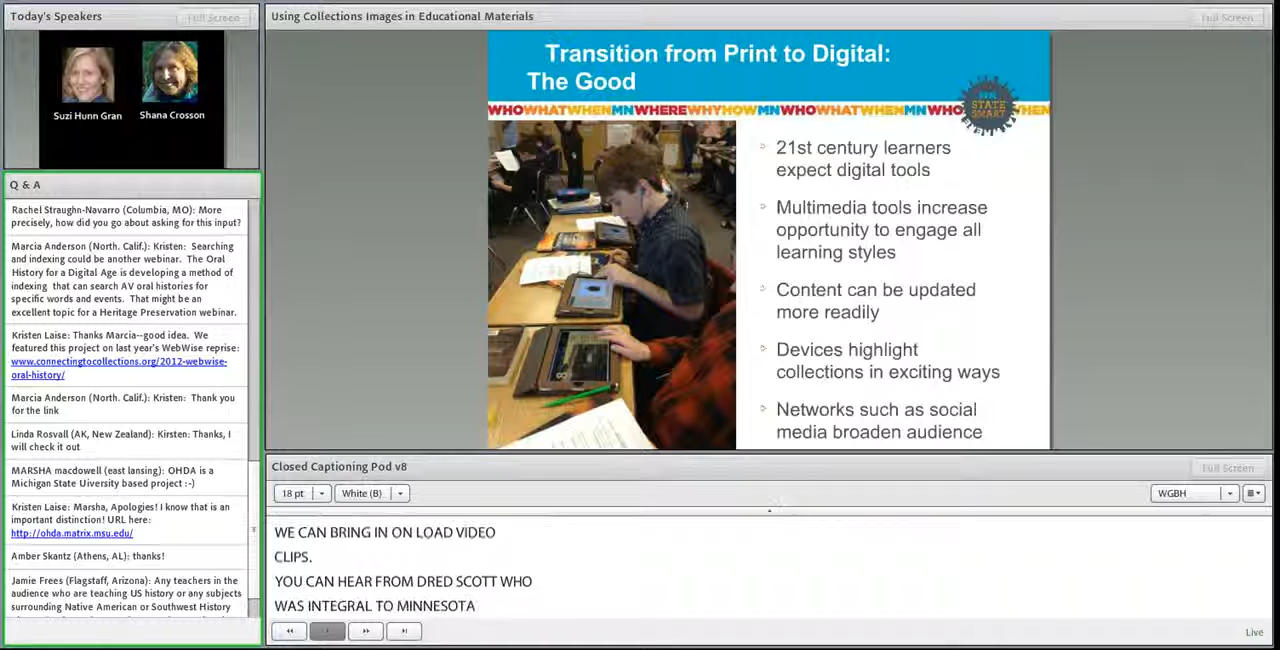 Today's Speakers
Full Screen
Suzi Hunn Gran
Shana Crosson
Q & A
Rachel Straughn-Navarro (Columbia, MO): More
precisely, how did you go about asking for this input?
Marcia Anderson (North. Calif.): Kristen: Searching
and indexing could be another webinar. The Oral
History for a Digital Age is developing a method of
indexing that can search AV oral histories for
specific words and events. That might be an
excellent topic for a Heritage Preservation webinar.
Kristen Laise: Thanks Marcia--good idea. We
featured this project on last year's WebWise reprise:
www.connectingtocollections.org/2012-webwise-
oral-history/
Marcia Anderson (North. Calif.): Kristen: Thank you
for the link
Linda Rosvall (AK, New Zealand): Kirsten: Thanks, I
will check it out
MARSHA macdowell (east lansing): OHDA is a
Michigan State Uiversity based project :-)
Kristen Laise: Marsha, Apologies! I know that is an
important distinction! URL here:
http://ohda.matrix.msu.edu/
Amber Skantz (Athens, AL): thanks!
Jamie Frees (Flagstaff, Arizona): Any teachers in the
audience who are teaching US history or any subjects
surrounding Native American or Southwest History
Using Collections Images in Educational Materials
Full Screen
Transition from Print to Digital:
The Good
WHOWHATWHENMNWHEREWHYHOWMNWHOWHATWHENMNWHO
STATE
SMART
HEN
21st century learners
expect digital tools
Multimedia tools increase
opportunity to engage all
learning styles
Content can be updated
more readily
Devices highlight
collections in exciting ways
Networks such as social
media broaden audience
Closed Captioning Pod v8
Full Screen
18 pt
White (B)
WGBH
WE CAN BRING IN ON LOAD VIDEO
CLIPS.
YOU CAN HEAR FROM DRED SCOTT WHO
WAS INTEGRAL TO MINNESOTA
Live